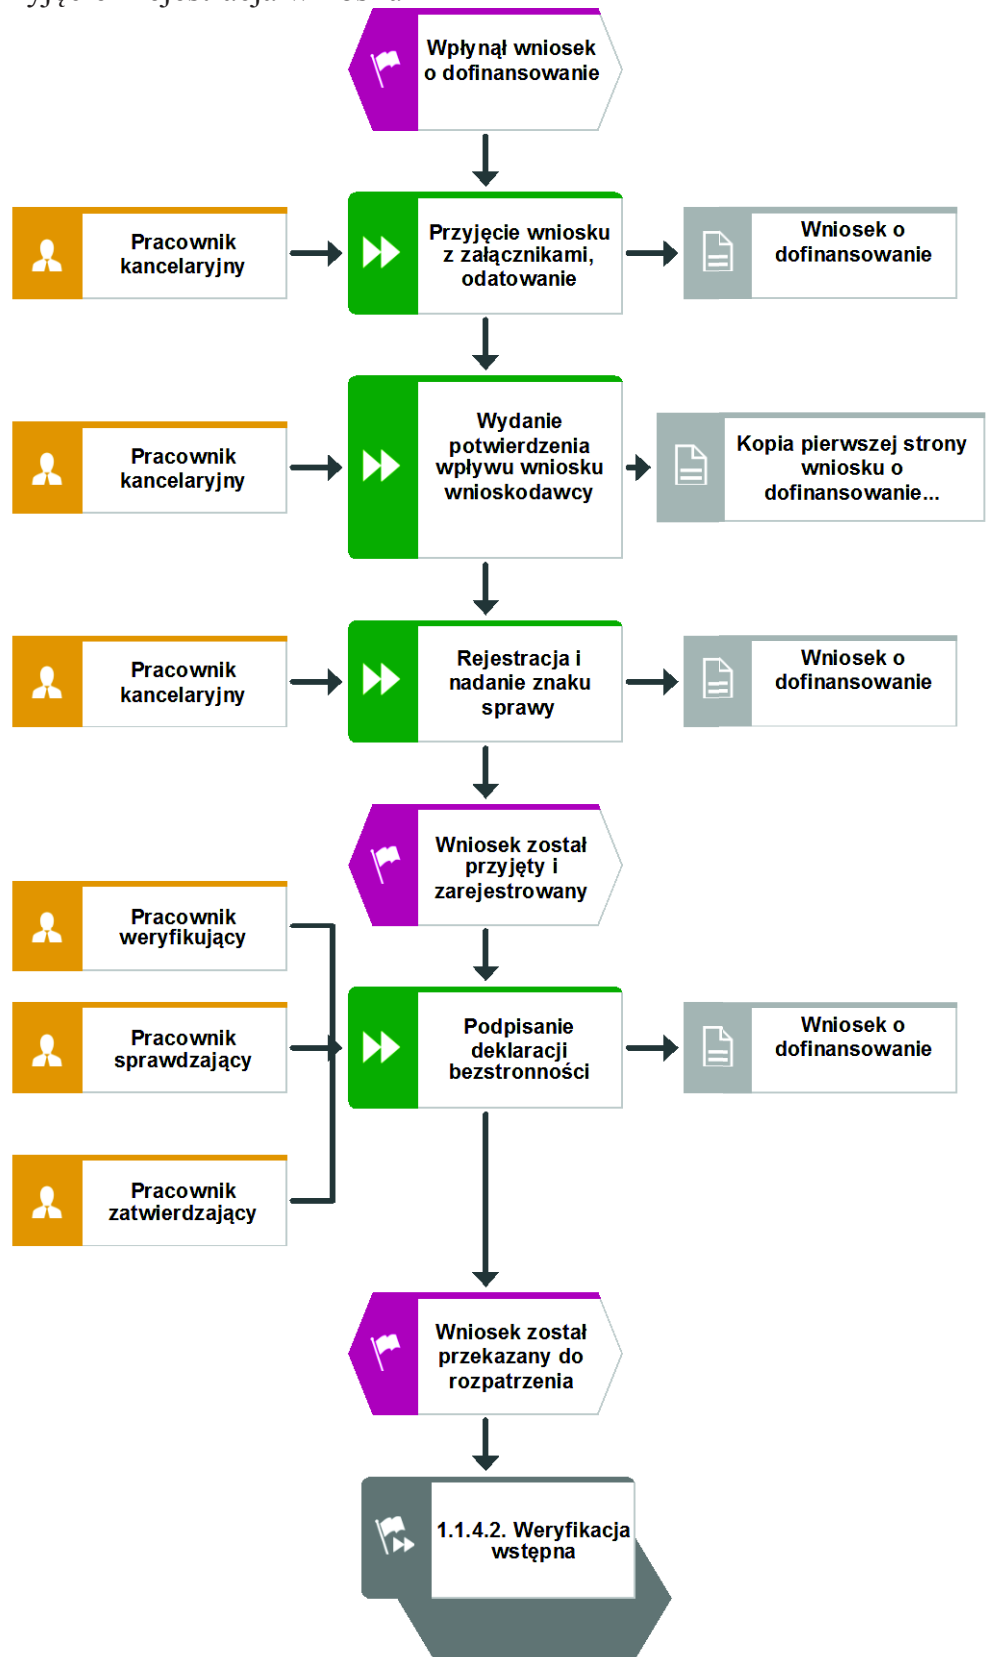 Wpłynął wniosek
o dofinansowanie
Pracownik
kancelaryjny
Przyjęcie wniosku
z załącznikami,
odatowanie
Wniosek o
dofinansowanie
Pracownik
kancelaryjny
Wydanie
potwierdzenia
wpływu wniosku
wnioskodawcy
Kopia pierwszej strony
wniosku o
dofinansowanie...
Pracownik
kancelaryjny
Rejestracja i
nadanie znaku
sprawy
Wniosek o
dofinansowanie
Wniosek został
przyjęty i
zarejestrowany
Pracownik
weryfikujący
Pracownik
sprawdzający
Podpisanie
deklaracji
bezstronności
Wniosek o
dofinansowanie
Pracownik
zatwierdzający
Wniosek został
przekazany do
rozpatrzenia
1.1.4.2. Weryfikacja
wstępna